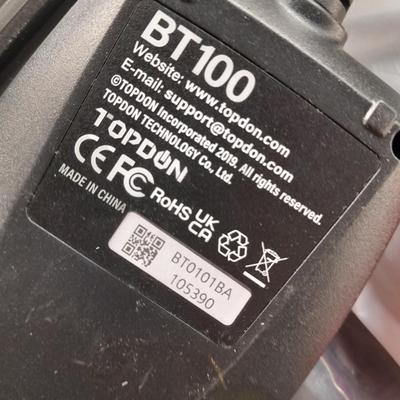 BT100
Website: www.topdon.com
E-mail: support@topdon.com
©TOPDON Incorporated 2019. All rights reserved.
TOPDON TECHNOLOGY Co., Ltd.
TOPDON
CE FC RoHS UK CA
MADE IN CHINA
BT0101BA
105390